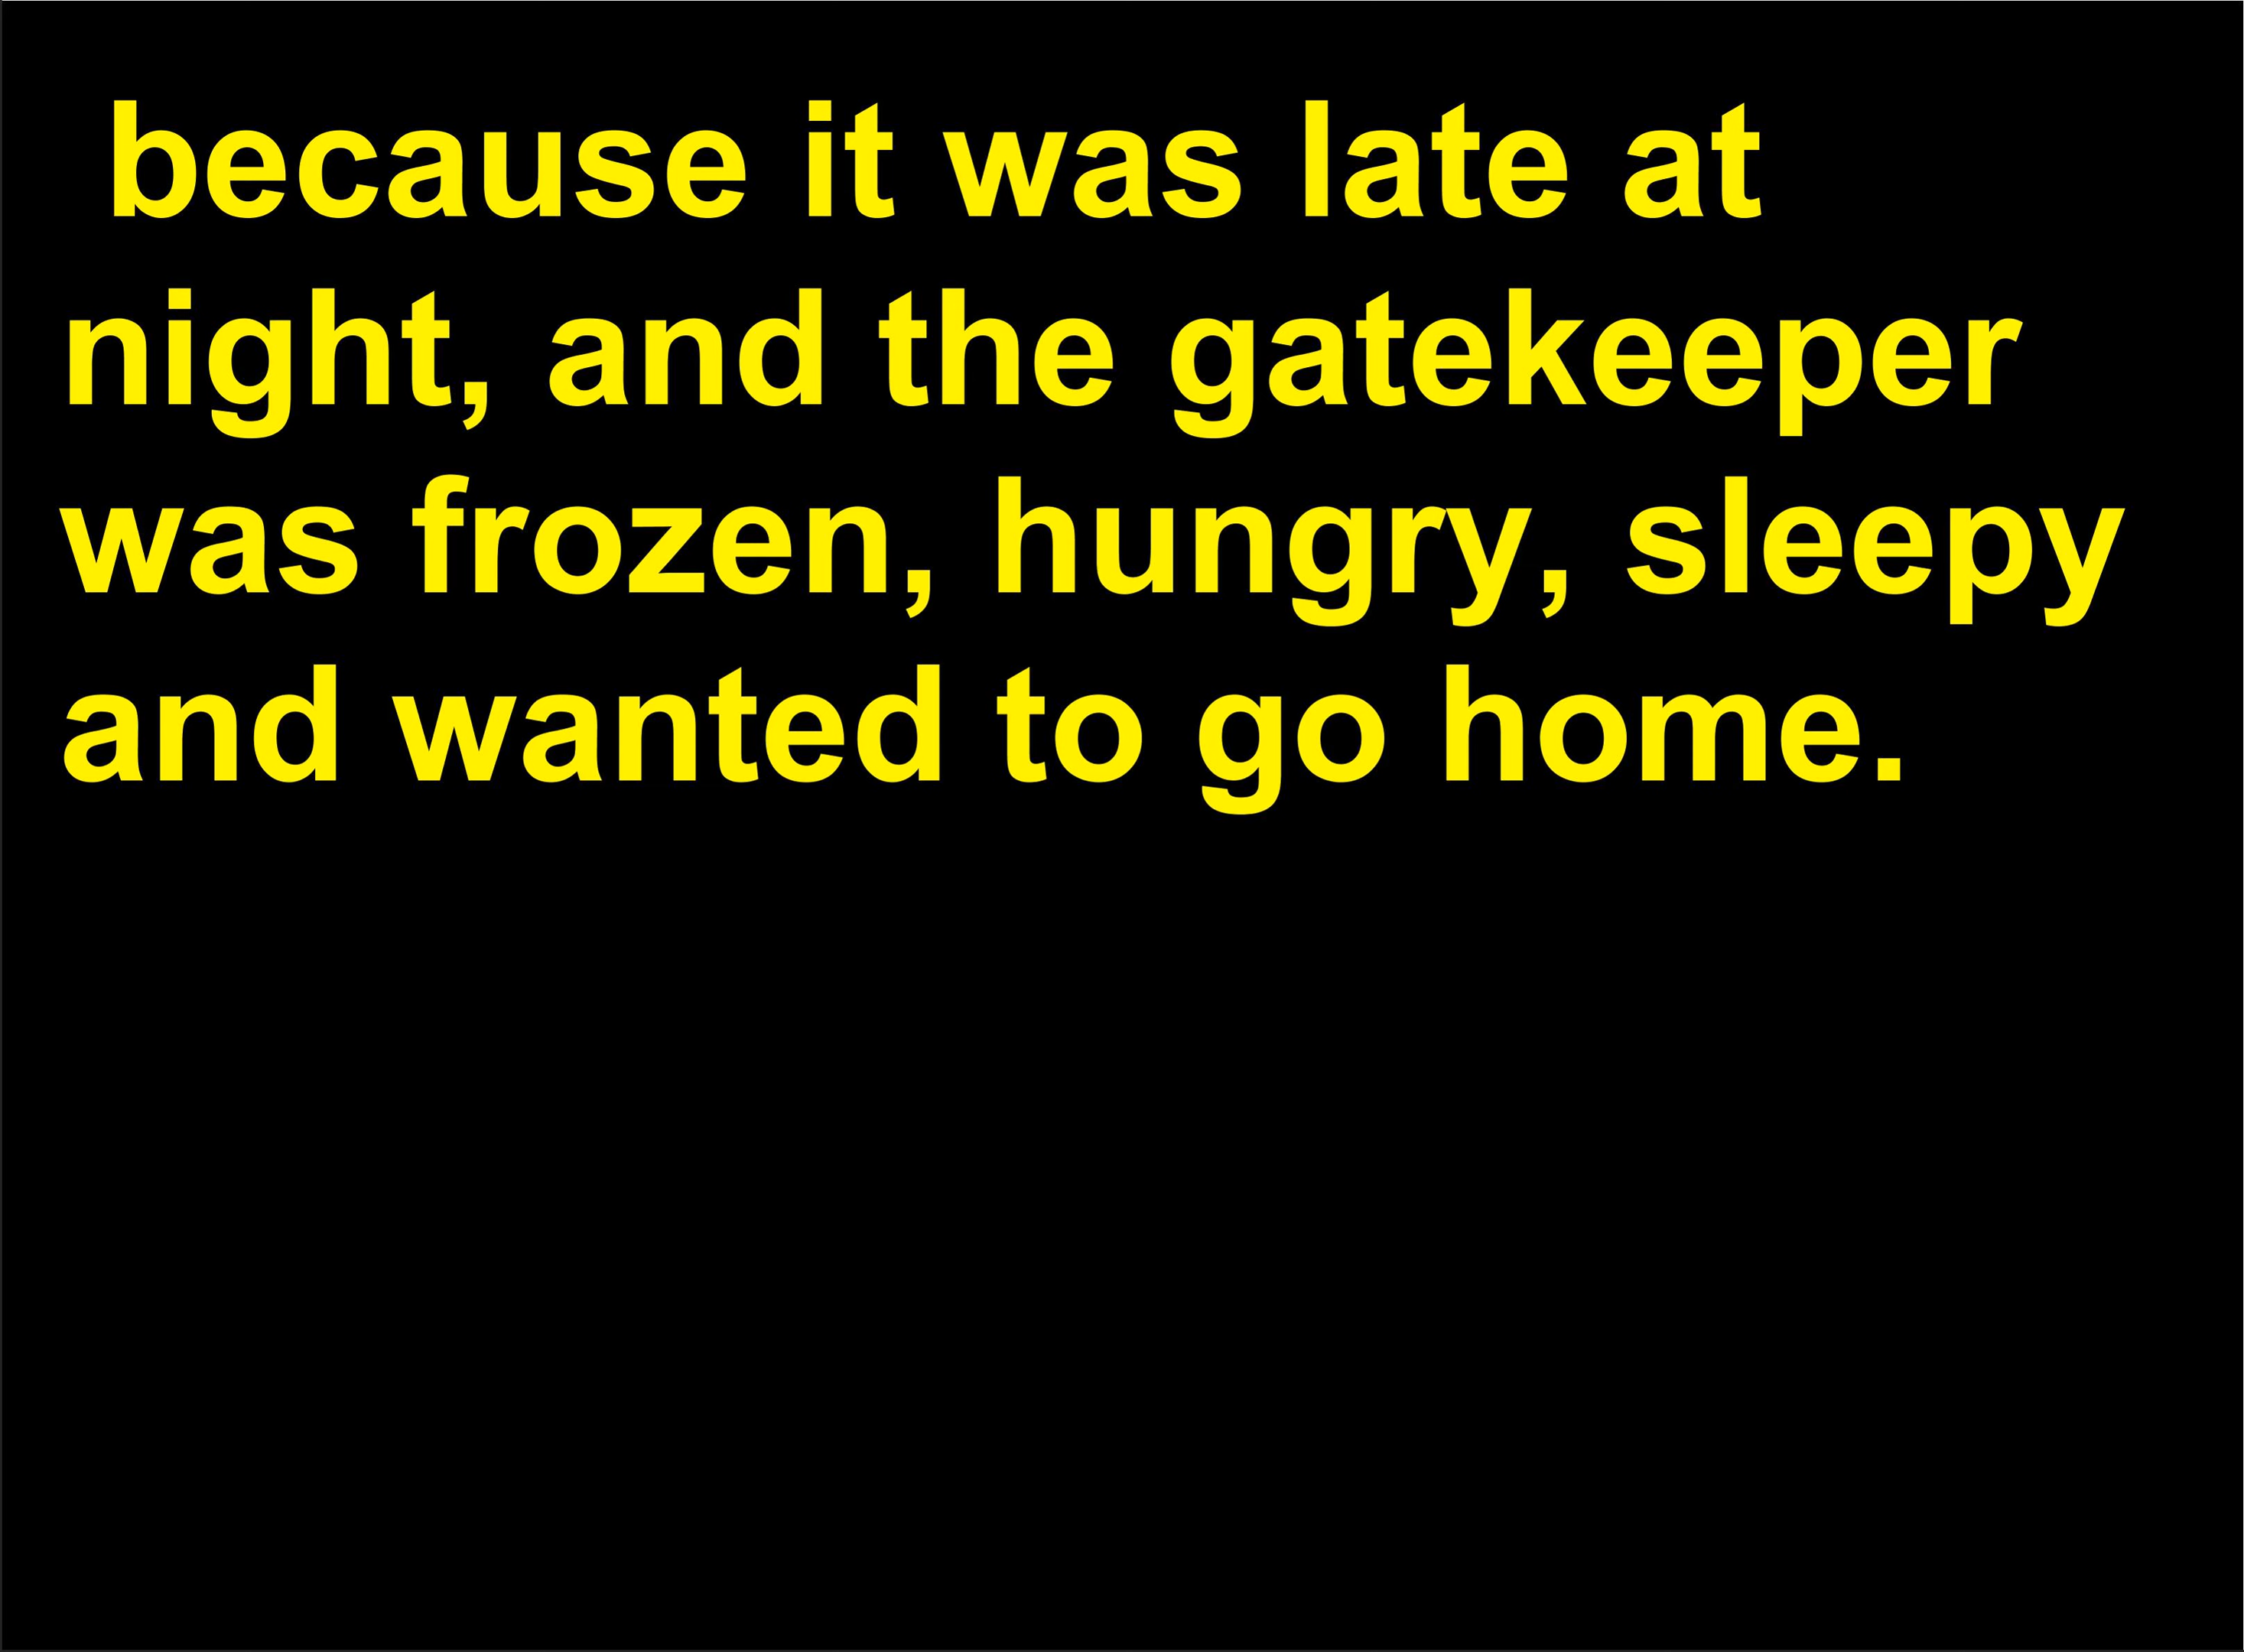 because it was late at
night, and the gatekeeper
was frozen, hungry, sleepy
and wanted to go home.